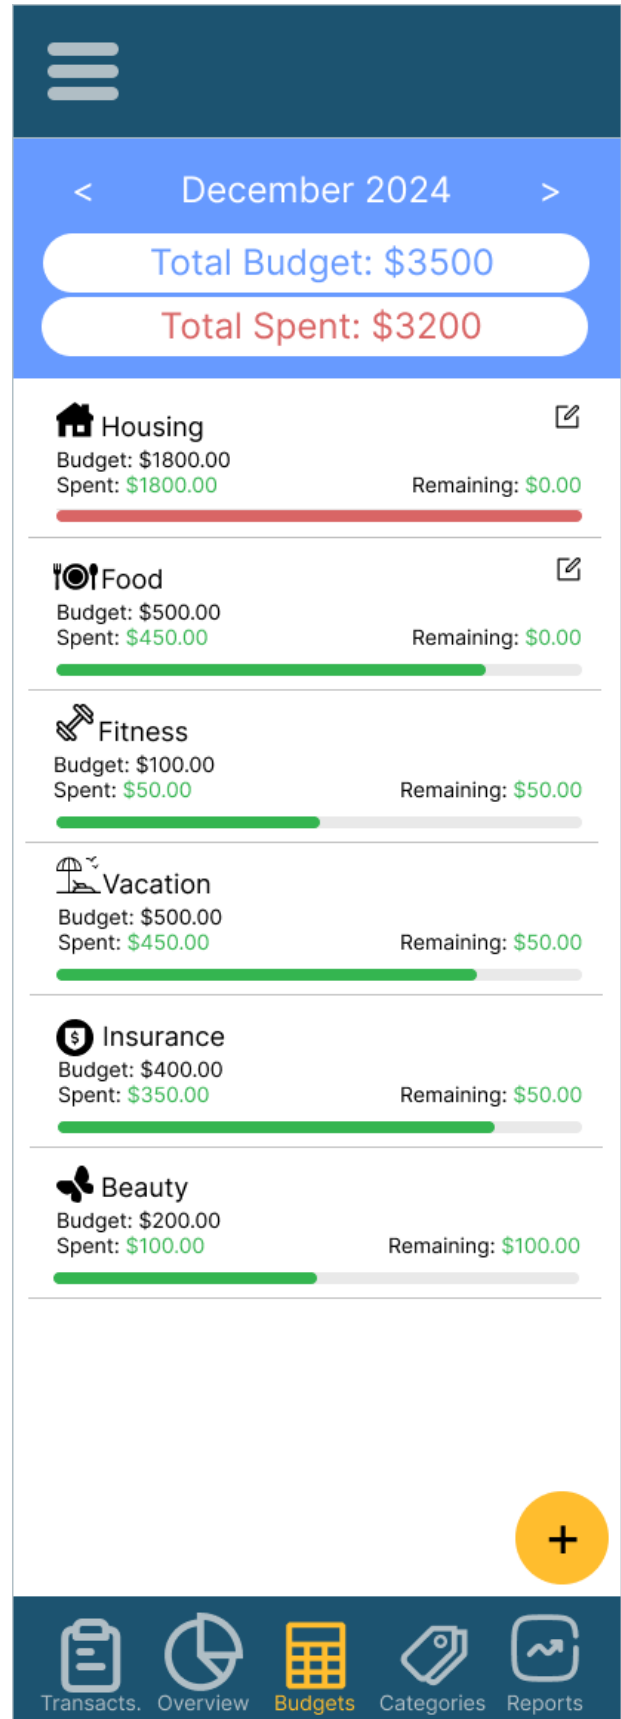 < December 2024 >
Total Budget: $3500
Total Spent: $3200
Housing
Budget: $1800.00
Spent: $1800.00 Remaining: $0.00
Food
Budget: $500.00
Spent: $450.00 Remaining: $0.00
Fitness
Budget: $100.00
Spent: $50.00 Remaining: $50.00
Vacation
Budget: $500.00
Spent: $450.00 Remaining: $50.00
$ Insurance
Budget: $400.00
Spent: $350.00 Remaining: $50.00
Beauty
Budget: $200.00
Spent: $100.00 Remaining: $100.00
+
Transacts. Overview Budgets Categories Reports